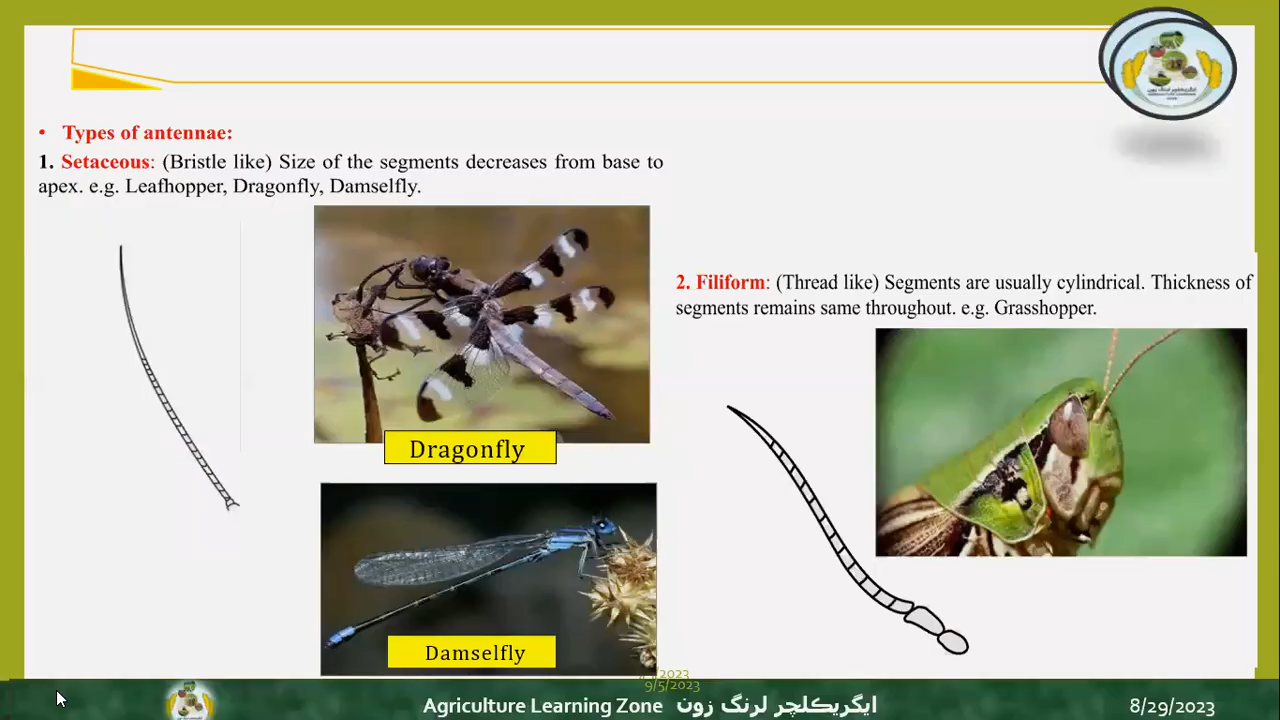 • Types of antennae:
1. Setaceous: (Bristle like) Size of the segments decreases from base to
apex. e.g. Leafhopper, Dragonfly, Damselfly.
Dragonfly
Damselfly
2. Filiform: (Thread like) Segments are usually cylindrical. Thickness of
segments remains same throughout. e.g. Grasshopper.
9/5/2023
Agriculture Learning Zone ایگریکلچر لرنگ زون
8/29/2023